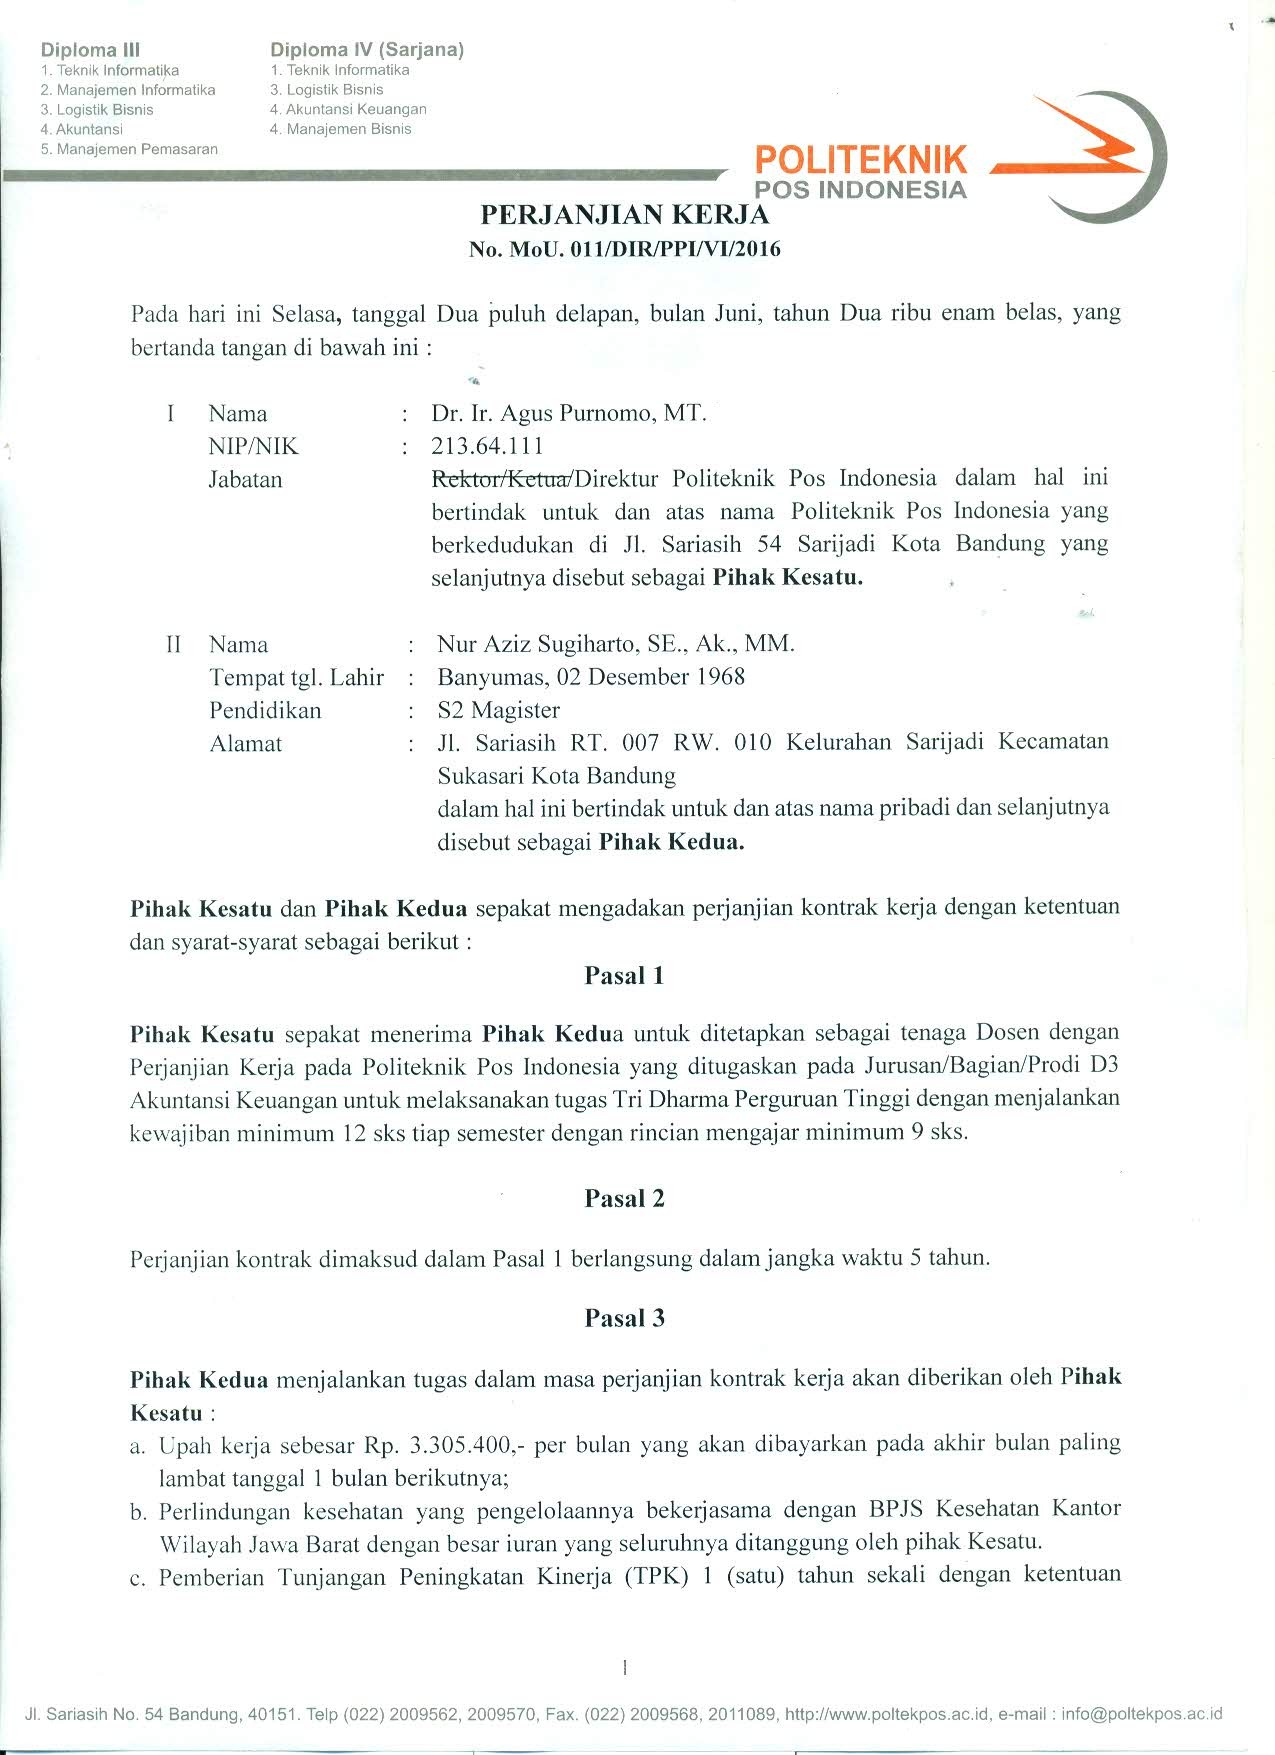 Diploma III
1. Teknik Informatika
2. Manajemen Informatika
3. Logistik Bisnis
4. Akuntansi
5. Manajemen Pemasaran
Diploma IV (Sarjana)
1. Teknik Informatika
3. Logistik Bisnis
4. Akuntansi Keuangan
4. Manajemen Bisnis
POLITEKNIK
POS INDONESIA
PERJANJIAN KERJA
No. MoU. 011/DIR/PPI/VI/2016
Pada hari ini Selasa, tanggal Dua puluh delapan, bulan Juni, tahun Dua ribu enam belas, yang
bertanda tangan di bawah ini :
I Nama : Dr. Ir. Agus Purnomo, MT.
NIP/NIK : 213.64.111
Jabatan Rektor/Ketua/Direktur Politeknik Pos Indonesia dalam hal ini
bertindak untuk dan atas nama Politeknik Pos Indonesia yang
berkedudukan di Jl. Sariasih 54 Sarijadi Kota Bandung yang
selanjutnya disebut sebagai Pihak Kesatu.
II Nama : Nur Aziz Sugiharto, SE., Ak., MM.
Tempat tgl. Lahir : Banyumas, 02 Desember 1968
Pendidikan : S2 Magister
Alamat : Jl. Sariasih RT. 007 RW. 010 Kelurahan Sarijadi Kecamatan
Sukasari Kota Bandung
dalam hal ini bertindak untuk dan atas nama pribadi dan selanjutnya
disebut sebagai Pihak Kedua.
Pihak Kesatu dan Pihak Kedua sepakat mengadakan perjanjian kontrak kerja dengan ketentuan
dan syarat-syarat sebagai berikut :
Pasal 1
Pihak Kesatu sepakat menerima Pihak Kedua untuk ditetapkan sebagai tenaga Dosen dengan
Perjanjian Kerja pada Politeknik Pos Indonesia yang ditugaskan pada Jurusan/Bagian/Prodi D3
Akuntansi Keuangan untuk melaksanakan tugas Tri Dharma Perguruan Tinggi dengan menjalankan
kewajiban minimum 12 sks tiap semester dengan rincian mengajar minimum 9 sks.
Pasal 2
Perjanjian kontrak dimaksud dalam Pasal 1 berlangsung dalam jangka waktu 5 tahun.
Pasal 3
Pihak Kedua menjalankan tugas dalam masa perjanjian kontrak kerja akan diberikan oleh Pihak
Kesatu :
a. Upah kerja sebesar Rp. 3.305.400,- per bulan yang akan dibayarkan pada akhir bulan paling
lambat tanggal 1 bulan berikutnya;
b. Perlindungan kesehatan yang pengelolaannya bekerjasama dengan BPJS Kesehatan Kantor
Wilayah Jawa Barat dengan besar iuran yang seluruhnya ditanggung oleh pihak Kesatu.
c. Pemberian Tunjangan Peningkatan Kinerja (TPK) 1 (satu) tahun sekali dengan ketentuan
1
Jl. Sariasih No. 54 Bandung, 40151. Telp (022) 2009562, 2009570, Fax. (022) 2009568, 2011089, http://www.poltekpos.ac.id, e-mail : info@poltekpos.ac.id